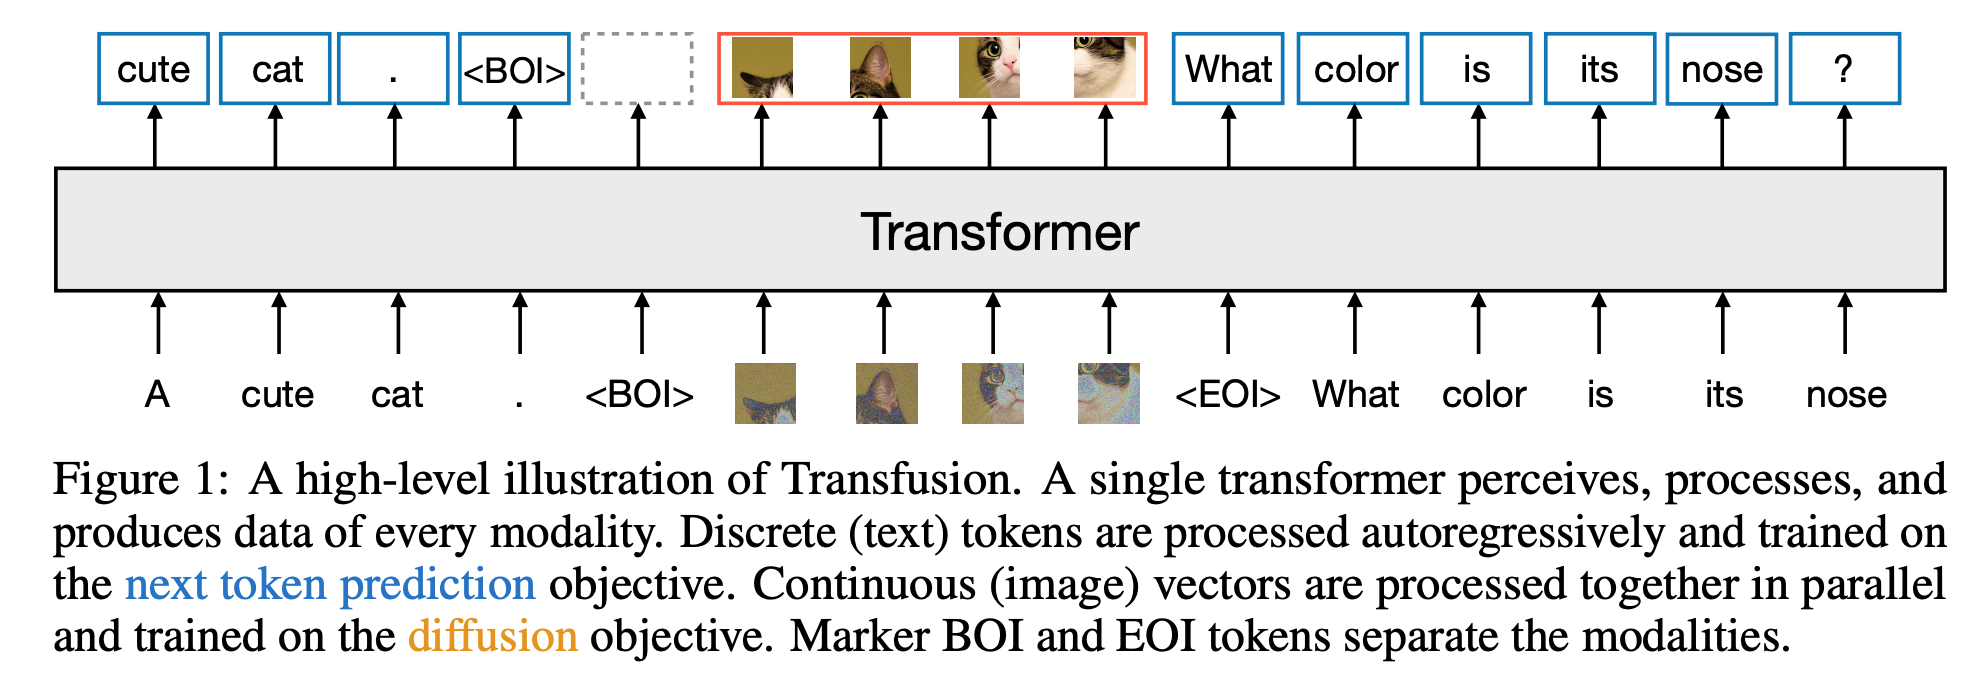 cute cat . <BOI> What color is its nose ?
Transformer
A cute cat . <BOI> <EOI> What color is its nose
Figure 1: A high-level illustration of Transfusion. A single transformer perceives, processes, and
produces data of every modality. Discrete (text) tokens are processed autoregressively and trained on
the next token prediction objective. Continuous (image) vectors are processed together in parallel
and trained on the diffusion objective. Marker BOI and EOI tokens separate the modalities.